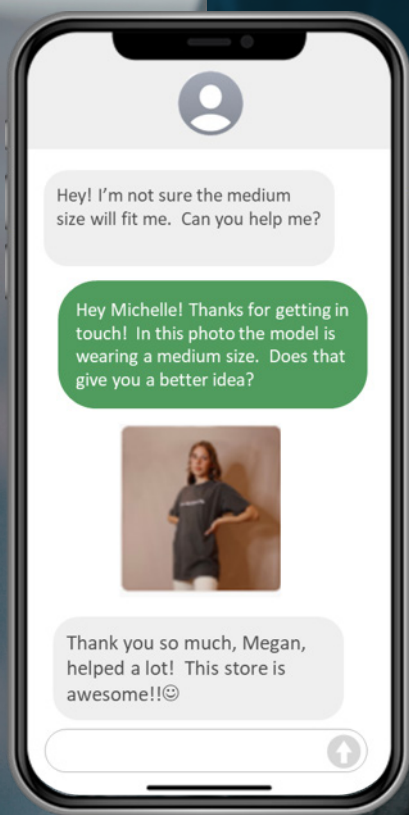 Hey! I'm not sure the medium
size will fit me.  Can you help me?
Hey Michelle! Thanks for getting in
touch!  In this photo the model is
wearing a medium size.  Does that
give you a better idea?
Thank you so much, Megan,
helped a lot!  This store is
awesome!!☺